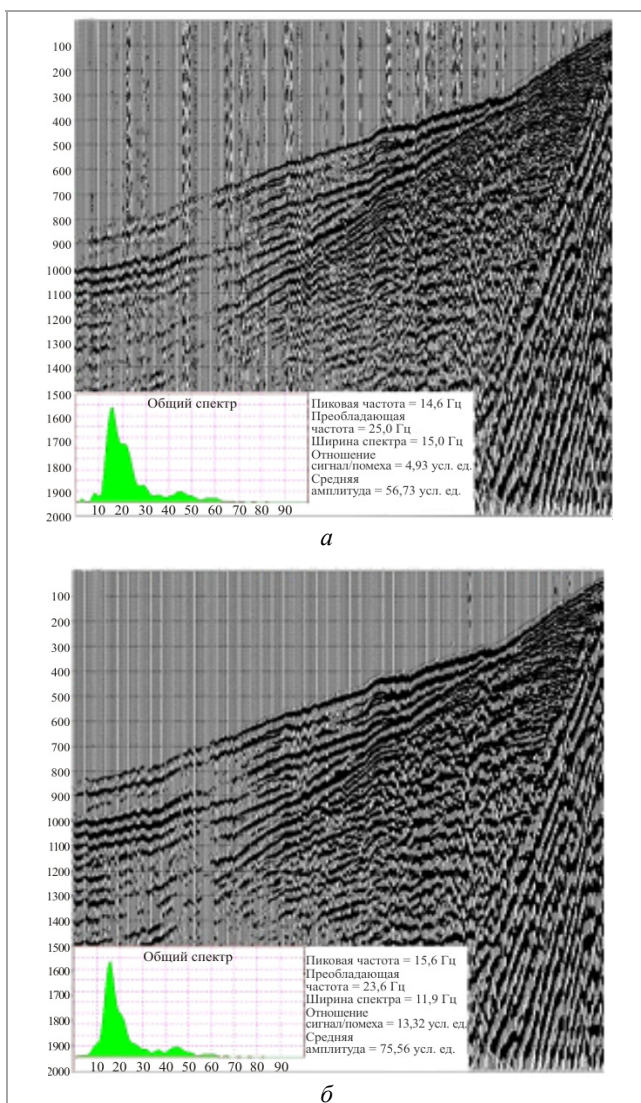 100
200
300
400
500
600
700
800
900
1000
1100
1200
1300
1400
1500
1600
1700
1800
1900
2000
Общий спектр
10 20 30 40 50 60 70 80 90
Пиковая частота = 14,6 Гц
Преобладающая
частота = 25,0 Гц
Ширина спектра = 15,0 Гц
Отношение
сигнал/помеха = 4,93 усл. ед.
Средняя
амплитуда = 56,73 усл. ед.
а
100
200
300
400
500
600
700
800
900
1000
1100
1200
1300
1400
1500
1600
1700
1800
1900
2000
Общий спектр
10 20 30 40 50 60 70 80 90
Пиковая частота = 15,6 Гц
Преобладающая
частота = 23,6 Гц
Ширина спектра = 11,9 Гц
Отношение
сигнал/помеха = 13,32 усл. ед.
Средняя
амплитуда = 75,56 усл. ед.
б